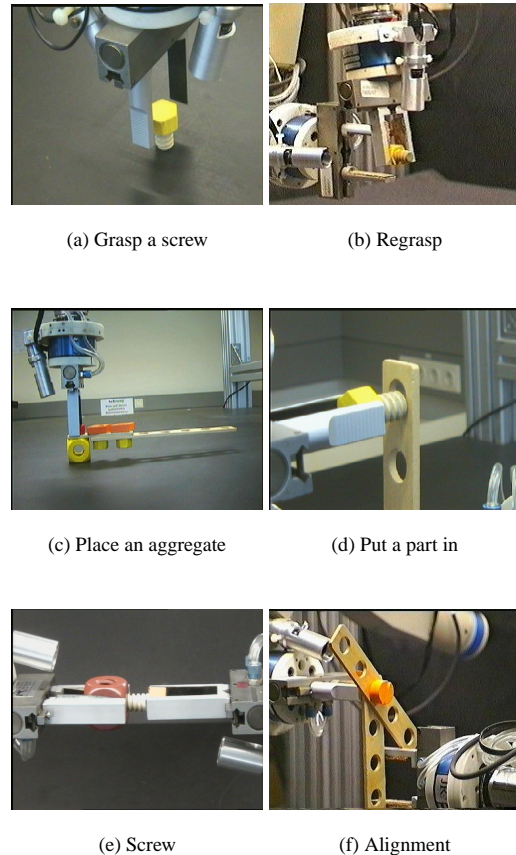 (a) Grasp a screw
(b) Regrasp
(c) Place an aggregate
(d) Put a part in
(e) Screw
(f) Alignment